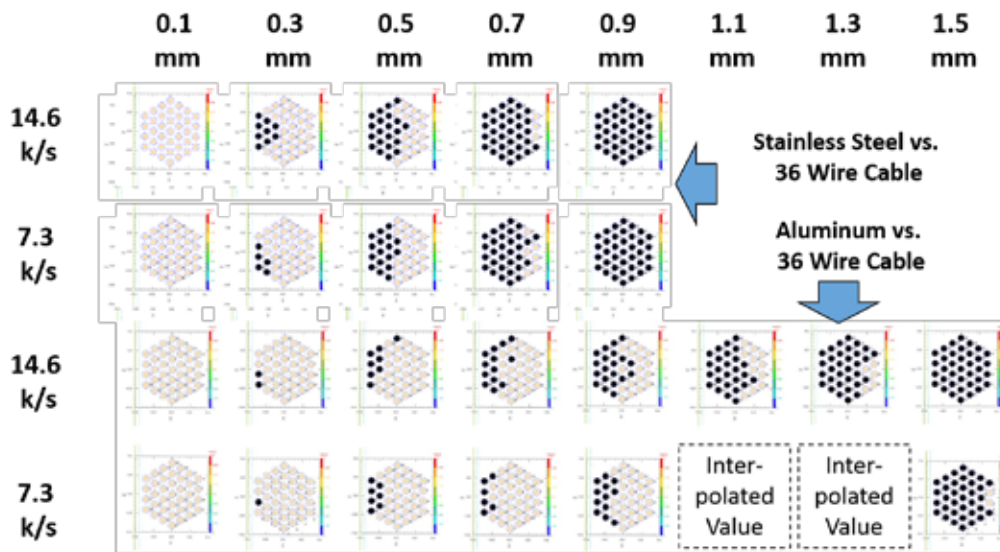 0.1 0.3 0.5 0.7 0.9 1.1 1.3 1.5
mm mm mm mm mm mm mm mm
14.6
k/s
Stainless Steel vs.
36 Wire Cable
7.3
k/s
Aluminum vs.
36 Wire Cable
14.6
k/s
7.3
k/s
Inter-
polated
Value
Inter-
polated
Value